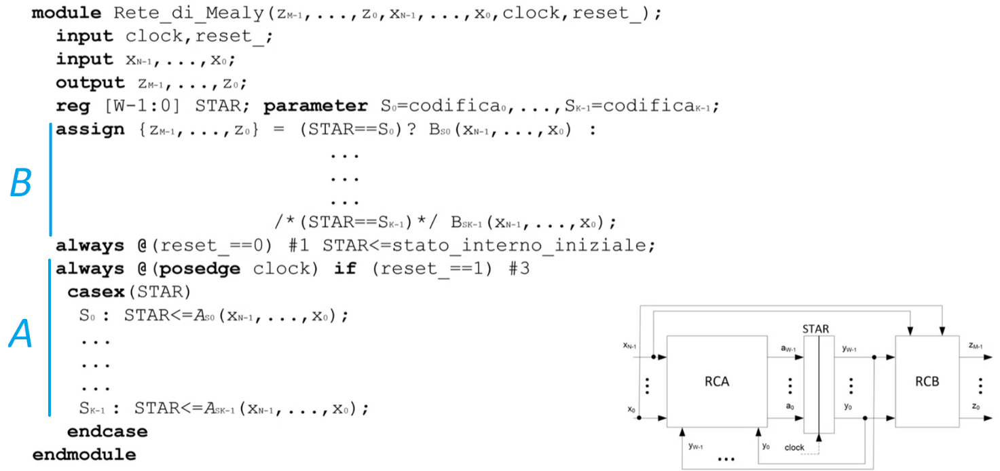 module Rete_di_Mealy(zM-1,...,z0,xN-1,...,x0,clock,reset_);
input clock,reset_;
input xN-1,...,x0;
output zM-1,...,z0;
reg [W-1:0] STAR; parameter S0=codifica0,...,SK-1=codificaK-1;
assign {zM-1,...,z0} = (STAR==S0)? BS0(xN-1,...,x0) :
...
B
...
...
/*(STAR==SK-1)*/ BSK-1(xN-1,...,x0);
always @(reset_==0) #1 STAR<=stato_interno_iniziale;
always @(posedge clock) if (reset_==1) #3
casex(STAR)
S0: STAR<=AS0(xN-1,...,x0);
A
...
...
...
SK-1: STAR<=ASK-1(xN-1,...,x0);
endcase
endmodule
STAR
xN-1 aW-1 yW-1 zM-1
⋮ RCA ⋮ ⋮ RCB ⋮
x0 a0 y0 z0
yW-1 ... y0 clock